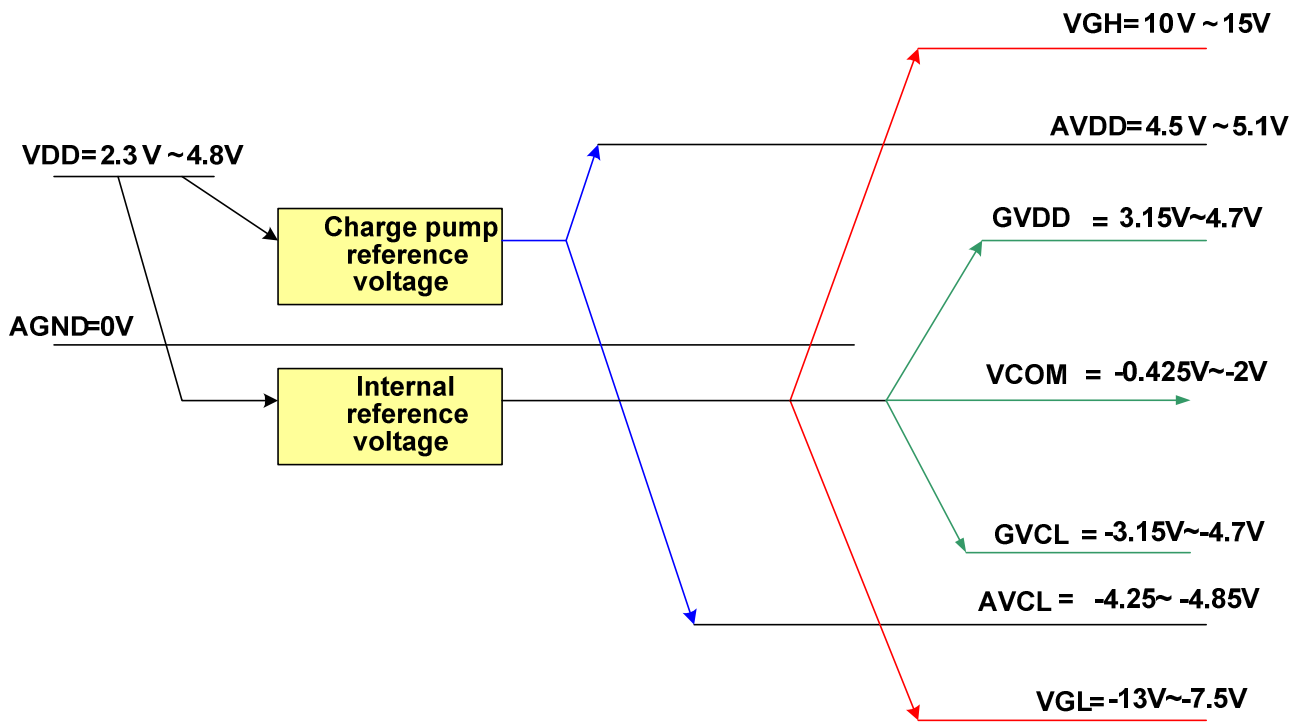 VGH=10V ~15V
AVDD=4.5V ~5.1V
VDD=2.3V ~4.8V
Charge pump
reference
voltage
GVDD = 3.15V~4.7V
AGND=0V
Internal
reference
voltage
VCOM = -0.425V~-2V
GVCL = -3.15V~-4.7V
AVCL = -4.25~ -4.85V
VGL=-13V~-7.5V